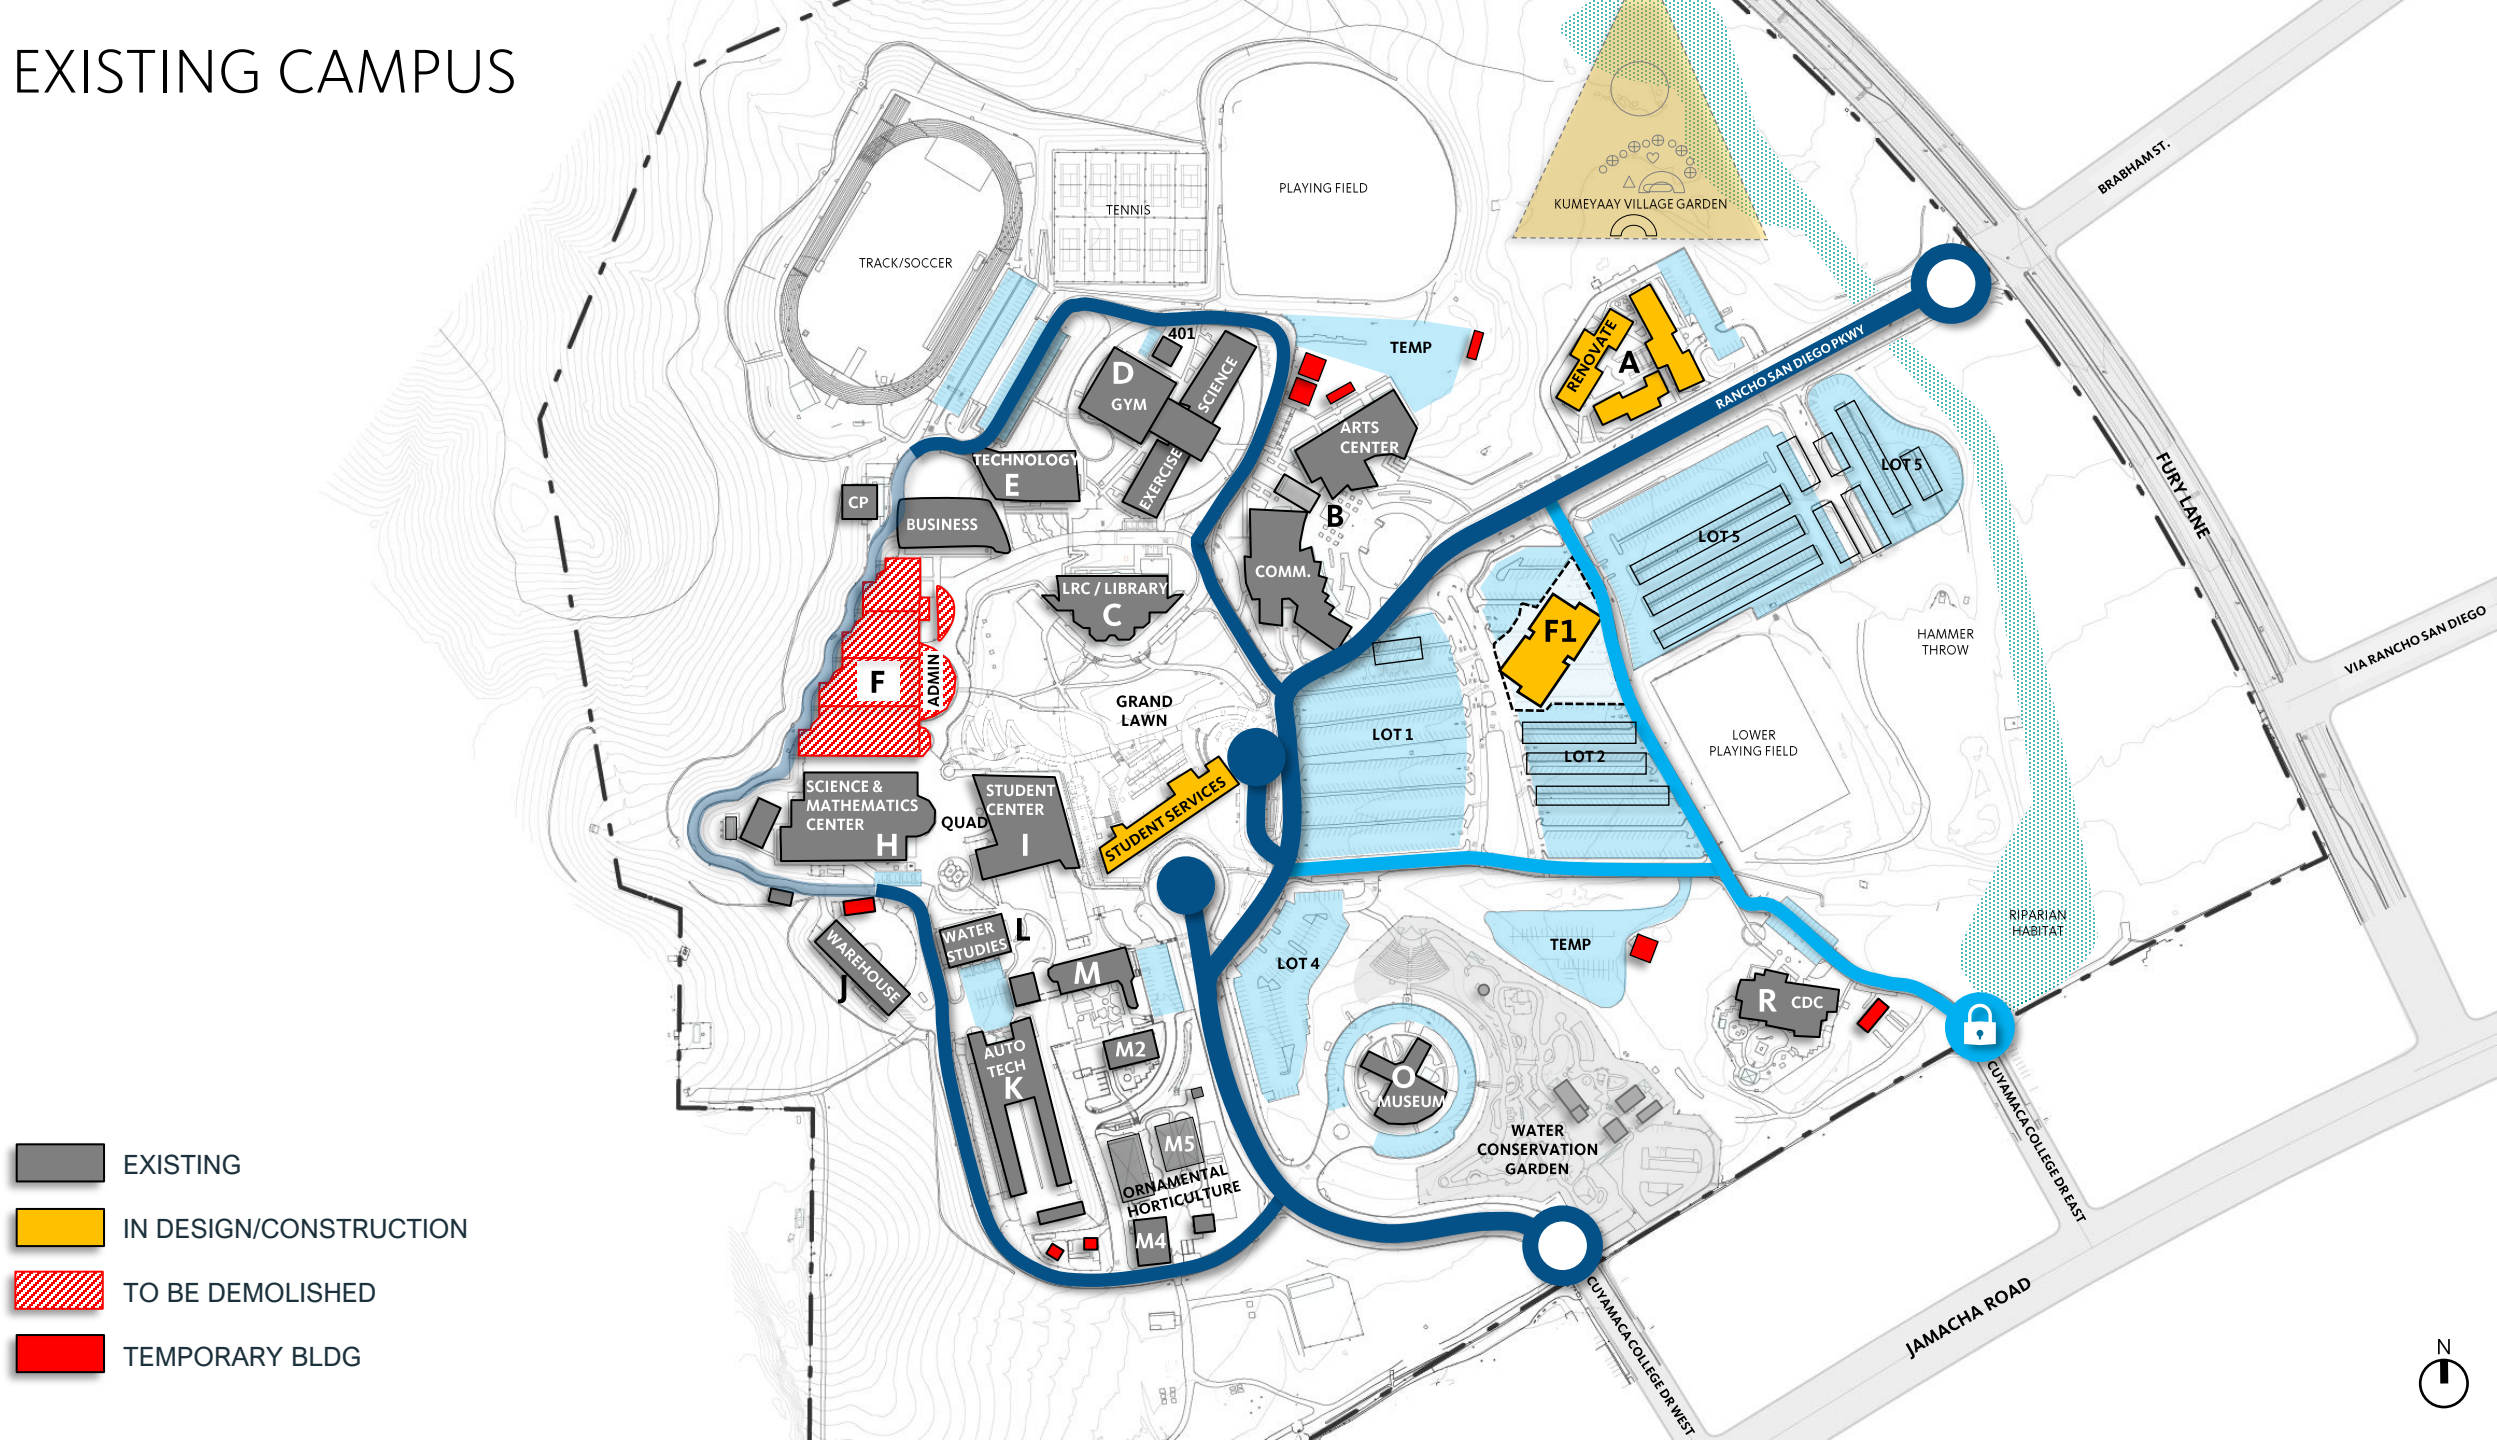 EXISTING CAMPUS
BRABHAM ST.
PLAYING FIELD
KUMEYAAY VILLAGE GARDEN
TENNIS
TRACK/SOCCER
401
TEMP
RENOVATE
A
RANCHO SAN DIEGO PKWY
D
GYM
SCIENCE
EXERCISE
ARTS
CENTER
TECHNOLOGY
E
LOT 5
FURY LANE
CP
BUSINESS
B
LOT 5
COMM.
LRC / LIBRARY
C
F1
HAMMER
THROW
VIA RANCHO SAN DIEGO
F
ADMIN
GRAND
LAWN
LOT 1
LOT 2
LOWER
PLAYING FIELD
SCIENCE &
MATHEMATICS
CENTER
H
QUAD
STUDENT
CENTER
I
STUDENT SERVICES
WATER
STUDIES
L
WAREHOUSE
J
M
LOT 4
TEMP
RIPARIAN
HABITAT
R
CDC
AUTO
TECH
K
M2
O
MUSEUM
M5
ORNAMENTAL
HORTICULTURE
M4
WATER
CONSERVATION
GARDEN
CUYAMACA COLLEGE DR EAST
CUYAMACA COLLEGE DR WEST
JAMACHA ROAD
EXISTING
IN DESIGN/CONSTRUCTION
TO BE DEMOLISHED
TEMPORARY BLDG
N